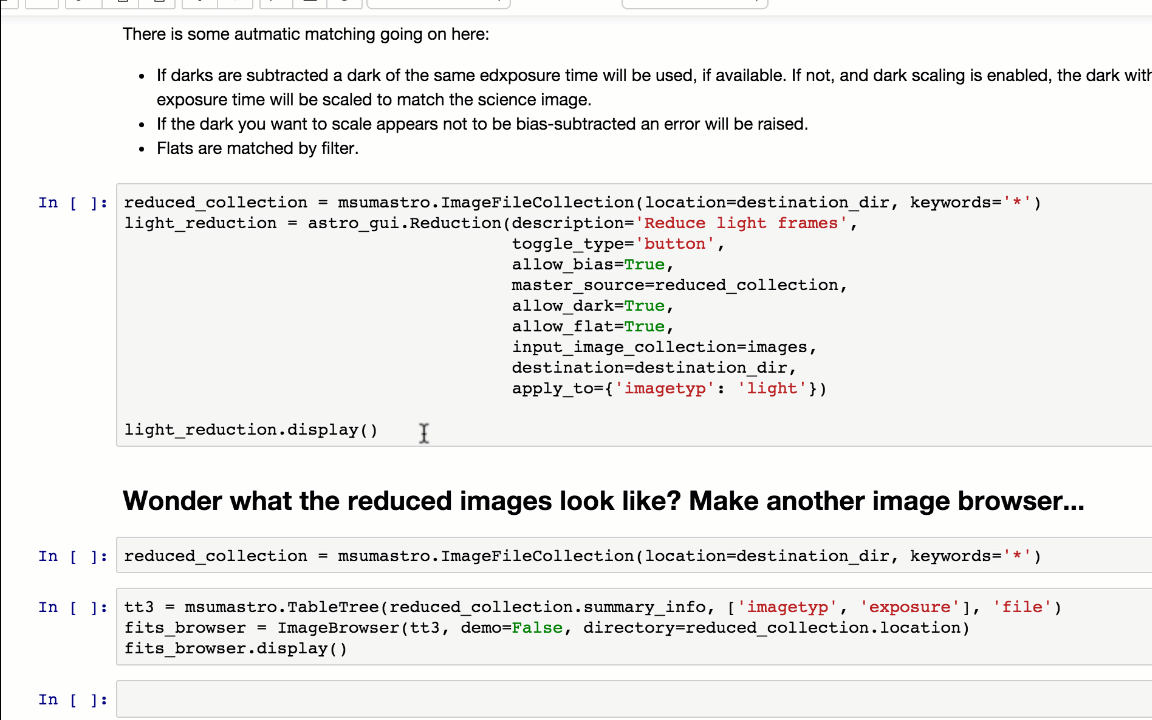 There is some autmatic matching going on here:
• If darks are subtracted a dark of the same edxposure time will be used, if available. If not, and dark scaling is enabled, the dark with
exposure time will be scaled to match the science image.
• If the dark you want to scale appears not to be bias-subtracted an error will be raised.
• Flats are matched by filter.
In [ ]: reduced_collection = msumastro.ImageFileCollection(location=destination_dir, keywords='*')
light_reduction = astro_gui.Reduction(description='Reduce light frames',
toggle_type='button',
allow_bias=True,
master_source=reduced_collection,
allow_dark=True,
allow_flat=True,
input_image_collection=images,
destination=destination_dir,
apply_to={'imagetyp': 'light'})
light_reduction.display()
Wonder what the reduced images look like? Make another image browser...
In [ ]: reduced_collection = msumastro.ImageFileCollection(location=destination_dir, keywords='*')
In [ ]: tt3 = msumastro.TableTree(reduced_collection.summary_info, ['imagetyp', 'exposure'], 'file')
fits_browser = ImageBrowser(tt3, demo=False, directory=reduced_collection.location)
fits_browser.display()
In [ ]: